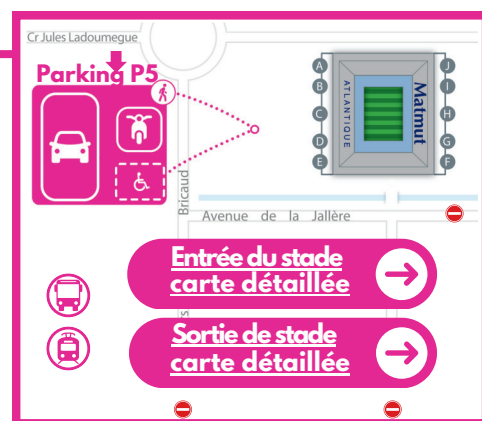 Cr Jules Ladoumegue
Parking P5
A
B
C
D
E
J
I
H
G
F
Matmut
ATLANTIQUE
Bricaud
Avenue de la Jallère
Entrée du stade
carte détaillée
Sortie de stade
carte détaillée